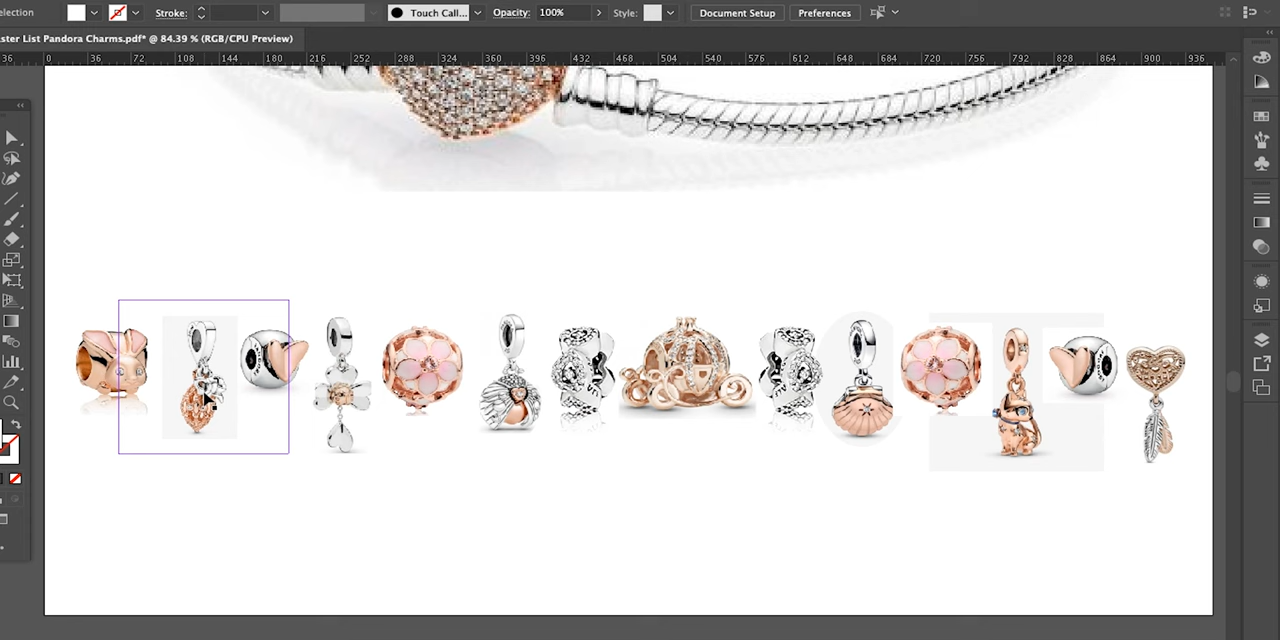 election Stroke: Touch Call... Opacity: 100% Style: Document Setup Preferences
ster List Pandora Charms.pdf* @ 84.39 % (RGB/CPU Preview)
36 0 36 72 108 144 180 216 252 288 324 360 396 432 468 504 540 576 612 648 684 720 756 792 828 864 900 936